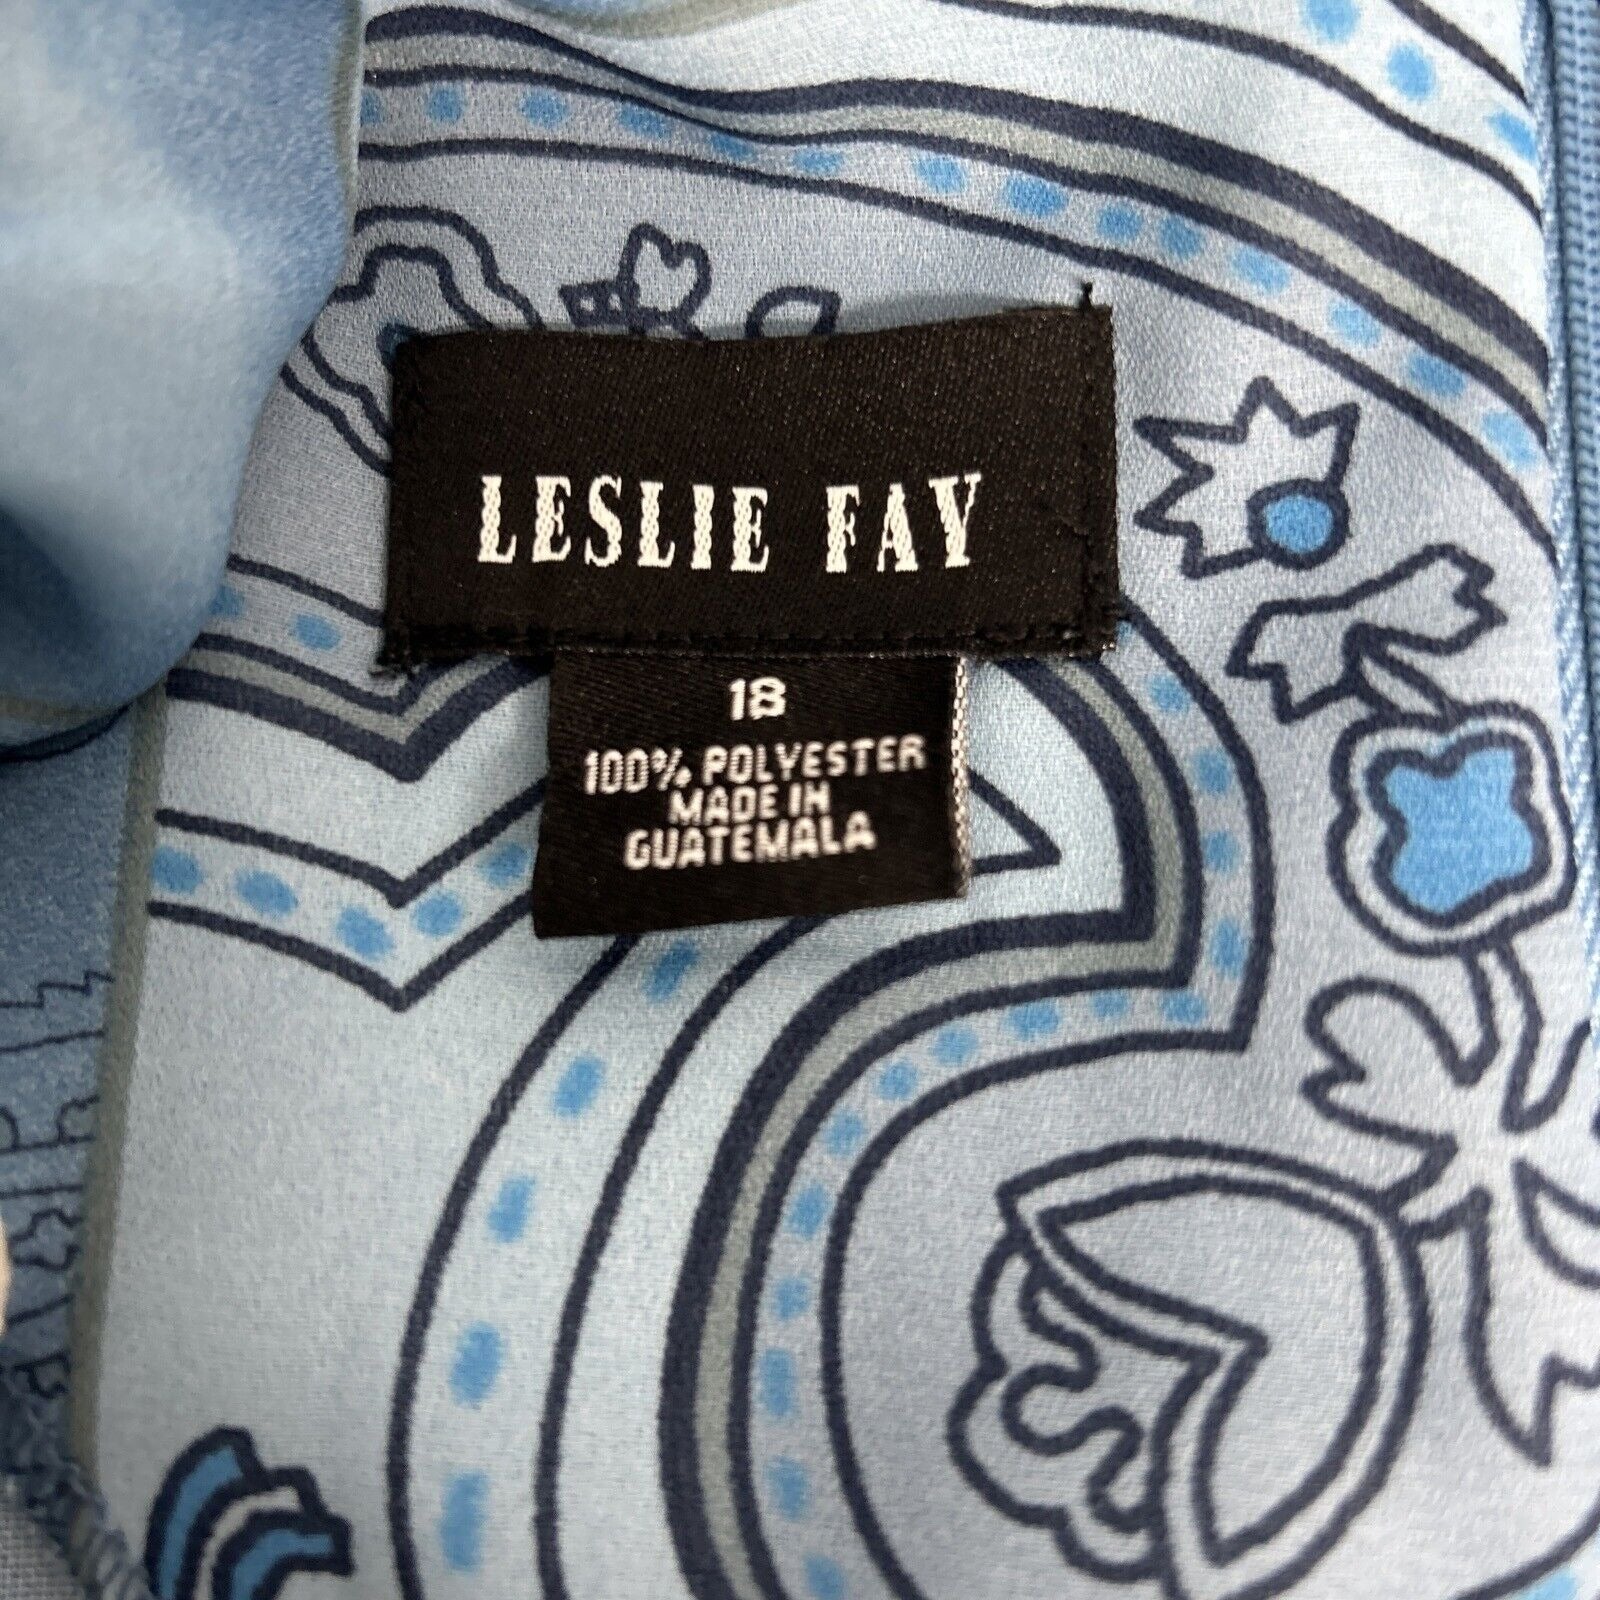 LESLIE FAY
18
100% POLYESTER
MADE IN
GUATEMALA